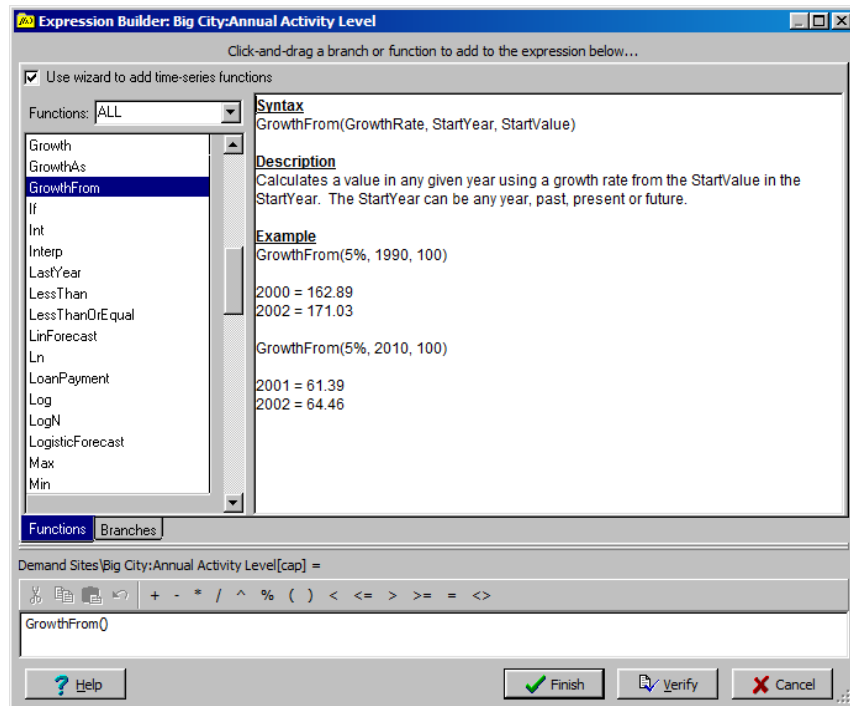 Expression Builder: Big City:Annual Activity Level
Click-and-drag a branch or function to add to the expression below...
Use wizard to add time-series functions
Functions: ALL
Growth
GrowthAs
GrowthFrom
If
Int
Interp
LastYear
LessThan
LessThanOrEqual
LinForecast
Ln
LoanPayment
Log
LogN
LogisticForecast
Max
Min
Syntax
GrowthFrom(GrowthRate, StartYear, StartValue)
Description
Calculates a value in any given year using a growth rate from the StartValue in the
StartYear. The StartYear can be any year, past, present or future.
Example
GrowthFrom(5%, 1990, 100)
2000 = 162.89
2002 = 171.03
GrowthFrom(5%, 2010, 100)
2001 = 61.39
2002 = 64.46
Functions Branches
Demand Sites\Big City:Annual Activity Level[cap] =
+ - * / ^ % ( ) < <= > >= = <>
GrowthFrom()
? Help Finish Verify Cancel